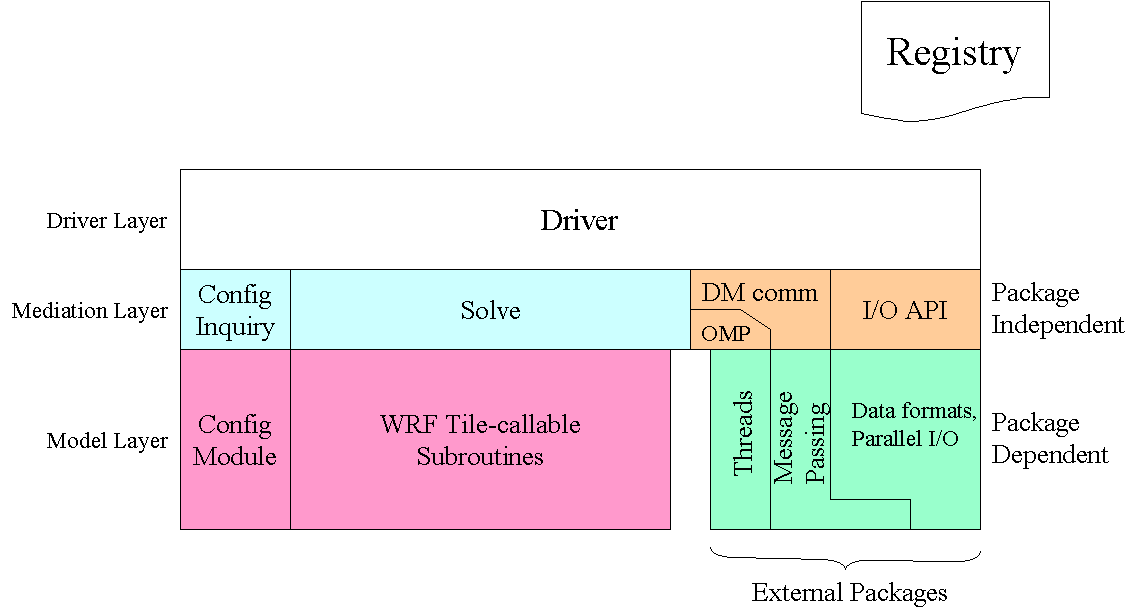 Registry
Driver Layer
Driver
Mediation Layer
Config
Inquiry
Solve
DM comm
OMP
I/O API
Package
Independent
Model Layer
Config
Module
WRF Tile-callable
Subroutines
Threads
Message
Passing
Data formats,
Parallel I/O
Package
Dependent
External Packages